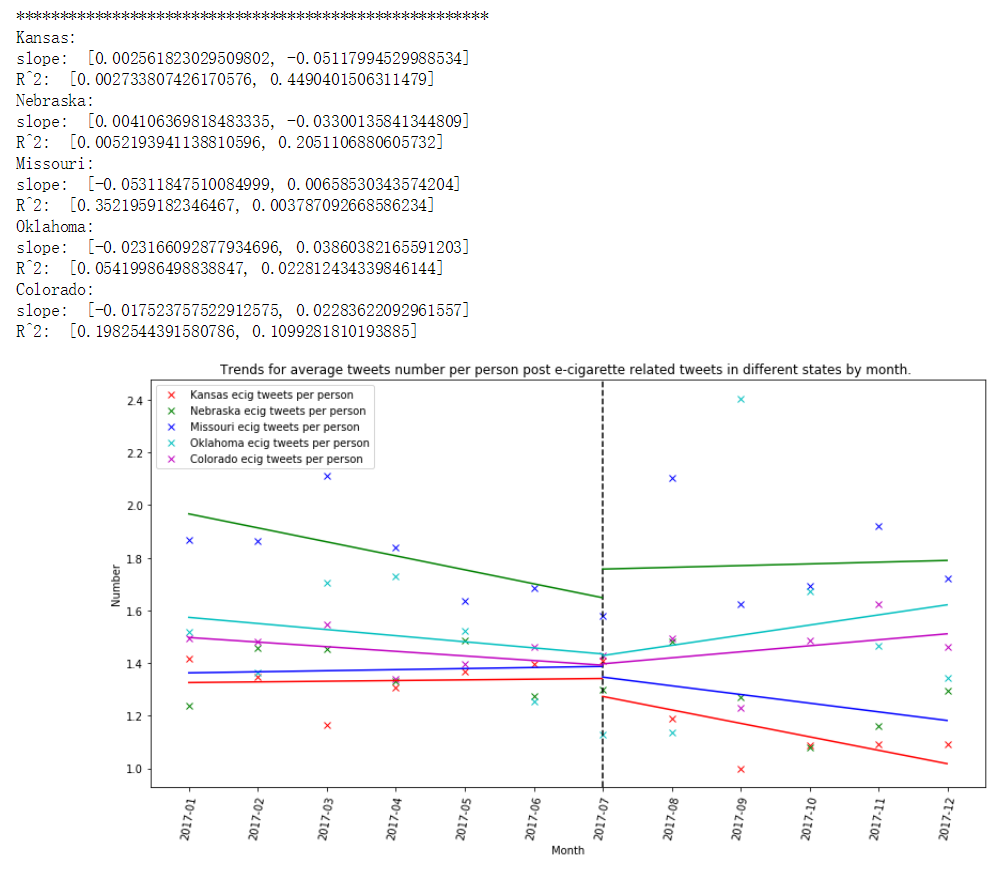 ******************************************************
Kansas:
slope:  [0.002561823029509802, -0.05117994529988534]
R^2:  [0.002733807426170576, 0.4490401506311479]
Nebraska:
slope:  [0.004106369818483335, -0.03300135841344809]
R^2:  [0.0052193941138810596, 0.2051106880605732]
Missouri:
slope:  [-0.05311847510084999, 0.00658530343574204]
R^2:  [0.3521959182346467, 0.003787092668586234]
Oklahoma:
slope:  [-0.023166092877934696, 0.03860382165591203]
R^2:  [0.05419986498838847, 0.022812434339846144]
Colorado:
slope:  [-0.017523757522912575, 0.02283622092961557]
R^2:  [0.1982544391580786, 0.1099281810193885]
Trends for average tweets number per person post e-cigarette related tweets in different states by month.
Kansas ecig tweets per person
Nebraska ecig tweets per person
Missouri ecig tweets per person
Oklahoma ecig tweets per person
Colorado ecig tweets per person
Number
2.4
2.2
2.0
1.8
1.6
1.4
1.2
1.0
2017-01
2017-02
2017-03
2017-04
2017-05
2017-06
2017-07
2017-08
2017-09
2017-10
2017-11
2017-12
Month